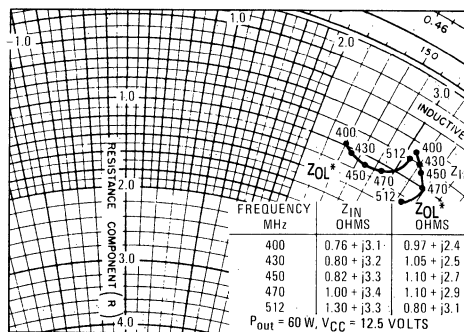 0.46
150
1.0
2.0
-1.0
3.0
INDUCTIVE
1.0
RESISTANCE COMPONENT (R)
2.0
3.0
4.0
400
430
450
470
512
ZOL*
512
400
430
450
470
ZOL*
FREQUENCY MHz ZIN OHMS ZOL* OHMS
400 0.76 + j3.1 0.97 + j2.5
430 0.80 + j3.2 1.05 + j2.5
450 0.82 + j3.3 1.10 + j2.7
470 1.00 + j3.4 1.10 + j2.9
512 1.30 + j3.3 0.80 + j3.1
Pout = 60 W, VCC = 12.5 VOLTS